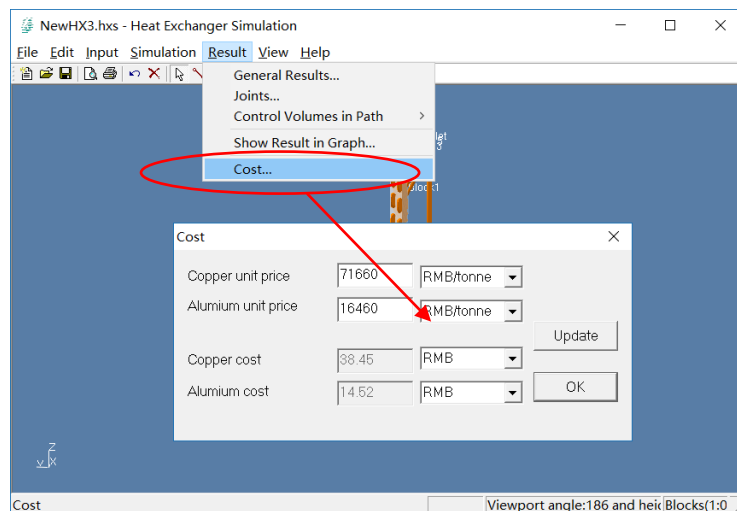 NewHX3.hxs - Heat Exchanger Simulation
File Edit Input Simulation Result View Help
General Results...
Joints...
Control Volumes in Path
Show Result in Graph...
Cost...
Block1
Cost
Copper unit price 71660 RMB/tonne
Alumium unit price 16460 RMB/tonne
Update
Copper cost 38.45 RMB
Alumium cost 14.52 RMB
OK
Z
Y X
Cost Viewport angle:186 and heic Blocks(1:0